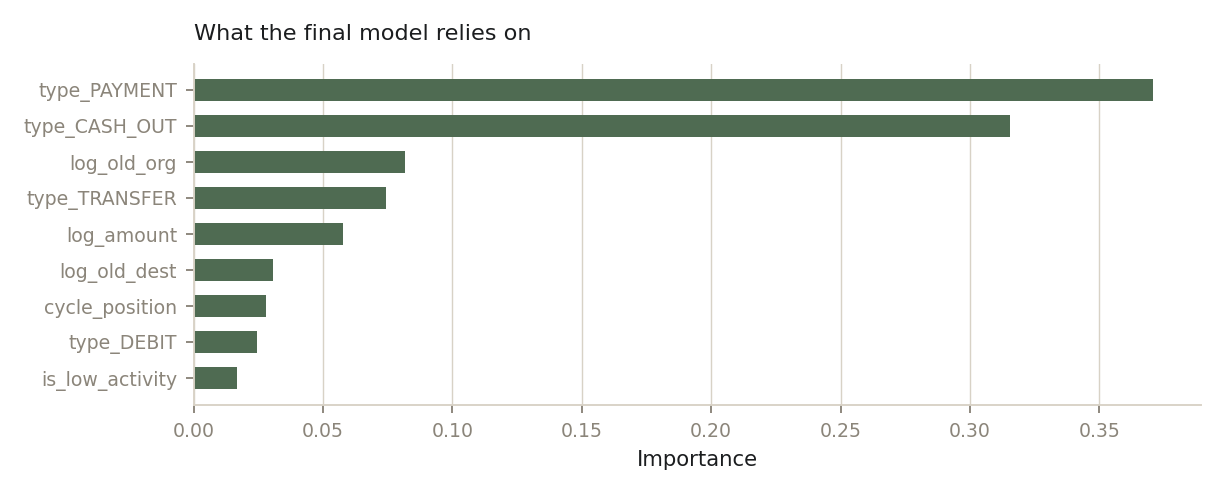 What the final model relies on
type_PAYMENT
type_CASH_OUT
log_old_org
type_TRANSFER
log_amount
log_old_dest
cycle_position
type_DEBIT
is_low_activity
0.00 0.05 0.10 0.15 0.20 0.25 0.30 0.35
Importance